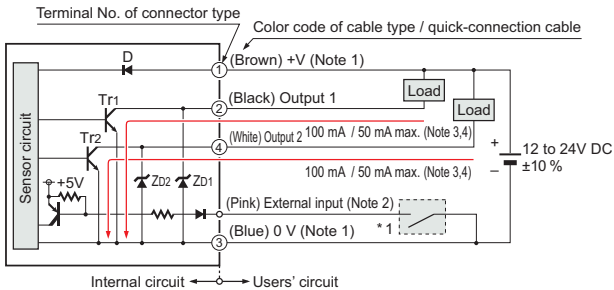 Terminal No. of connector type
Color code of cable type / quick-connection cable
D
1
(Brown) +V (Note 1)
Tr1
2
(Black) Output 1
Load
Load
Tr2
4
(White) Output 2
100 mA / 50 mA max. (Note 3,4)
Sensor circuit
+5V
ZD2
ZD1
100 mA / 50 mA max. (Note 3,4)
+
−
12 to 24V DC
±10 %
(Pink) External input (Note 2)
* 1
3
(Blue) 0 V (Note 1)
Internal circuit
Users' circuit